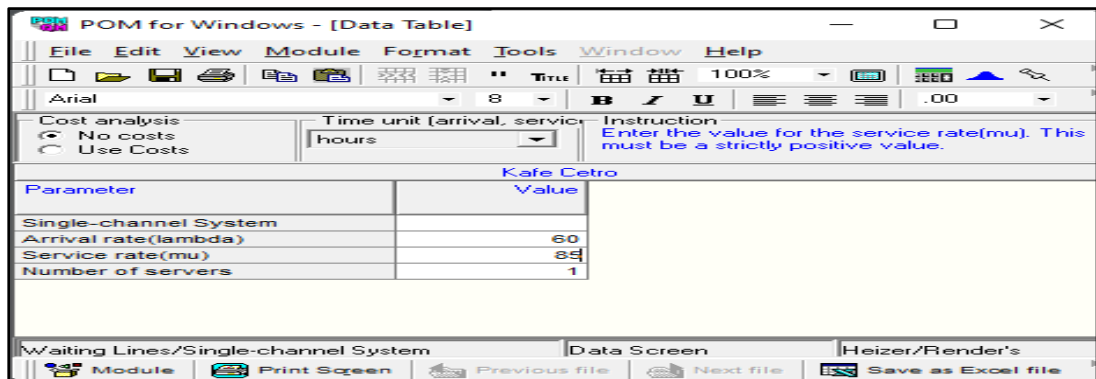 POM for Windows - [Data Table]
File Edit View Module Format Tools Window Help
TITLE 100%
Arial 8 B I U .00
Cost analysis
No costs
Use Costs
Time unit (arrival, servic
hours
Instruction
Enter the value for the service rate(mu). This
must be a strictly positive value.
Kafe Cetro
Parameter Value
Single-channel System
Arrival rate(lambda) 60
Service rate(mu) 85
Number of servers 1
Waiting Lines/Single-channel System Data Screen Heizer/Render's
Module Print Screen Previous file Next file Save as Excel file